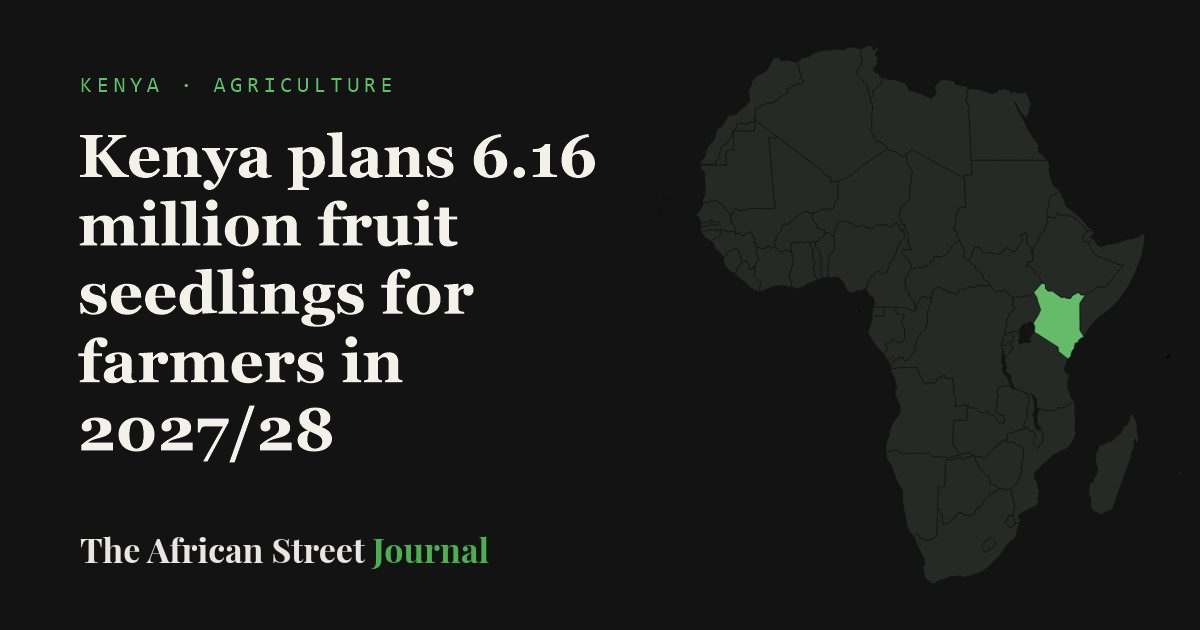 KENYA · AGRICULTURE
Kenya plans 6.16
million fruit
seedlings for
farmers in
2027/28
The African Street Journal